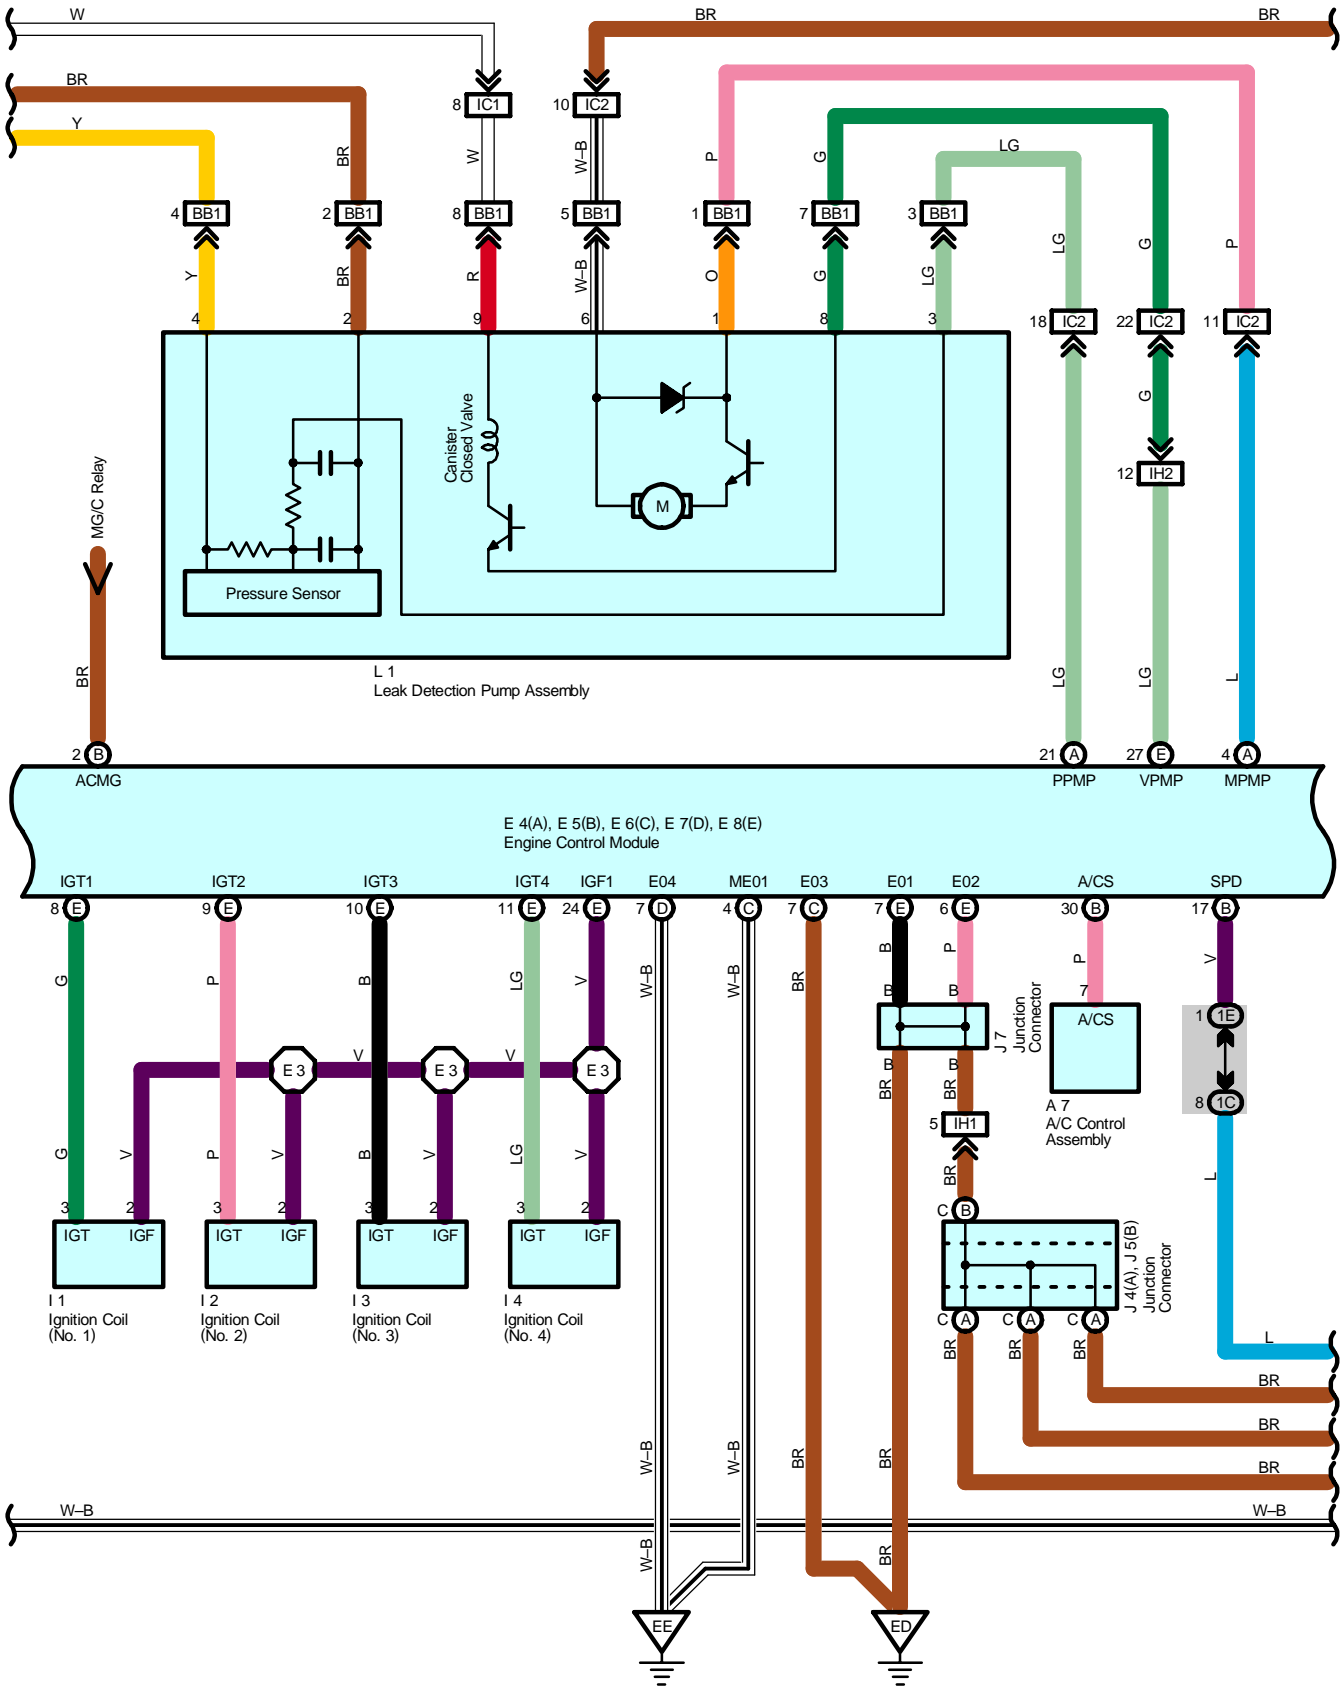 W
BR
BR
BR
Y
8 IC1
10 IC2
BR
W
W–B
P
G
LG
4 BB1
2 BB1
8 BB1
5 BB1
1 BB1
7 BB1
3 BB1
Y
BR
R
W–B
O
G
LG
LG
G
P
4
2
9
6
1
8
3
18 IC2
22 IC2
11 IC2
G
Canister
Closed Valve
M
12 IH2
MG/C Relay
Pressure Sensor
BR
L 1
Leak Detection Pump Assembly
LG
LG
L
2 B
21 A
27 E
4 A
ACMG
PPMP
VPMP
MPMP
E 4(A), E 5(B), E 6(C), E 7(D), E 8(E)
Engine Control Module
IGT1
IGT2
IGT3
IGT4
IGF1
E04
ME01
E03
E01
E02
A/CS
SPD
8 E
9 E
10 E
11 E
24 E
7 D
4 C
7 C
7 E
6 E
30 B
17 B
G
P
B
LG
V
W–B
W–B
BR
B
P
P
V
B
B
7
J 7
Junction
Connector
A/CS
1 1E
E 3
V
E 3
V
E 3
B
B
BR
BR
8 1C
A 7
A/C Control
Assembly
5 IH1
G
V
P
V
B
V
LG
V
BR
L
C B
3
2
3
2
3
2
3
2
IGT
IGF
IGT
IGF
IGT
IGF
IGT
IGF
J 4(A), J 5(B)
Junction
Connector
I 1
Ignition Coil
(No. 1)
I 2
Ignition Coil
(No. 2)
I 3
Ignition Coil
(No. 3)
I 4
Ignition Coil
(No. 4)
C A
C A
C A
BR
BR
BR
L
BR
BR
BR
W–B
W–B
BR
BR
W–B
W–B
W–B
BR
EE
ED